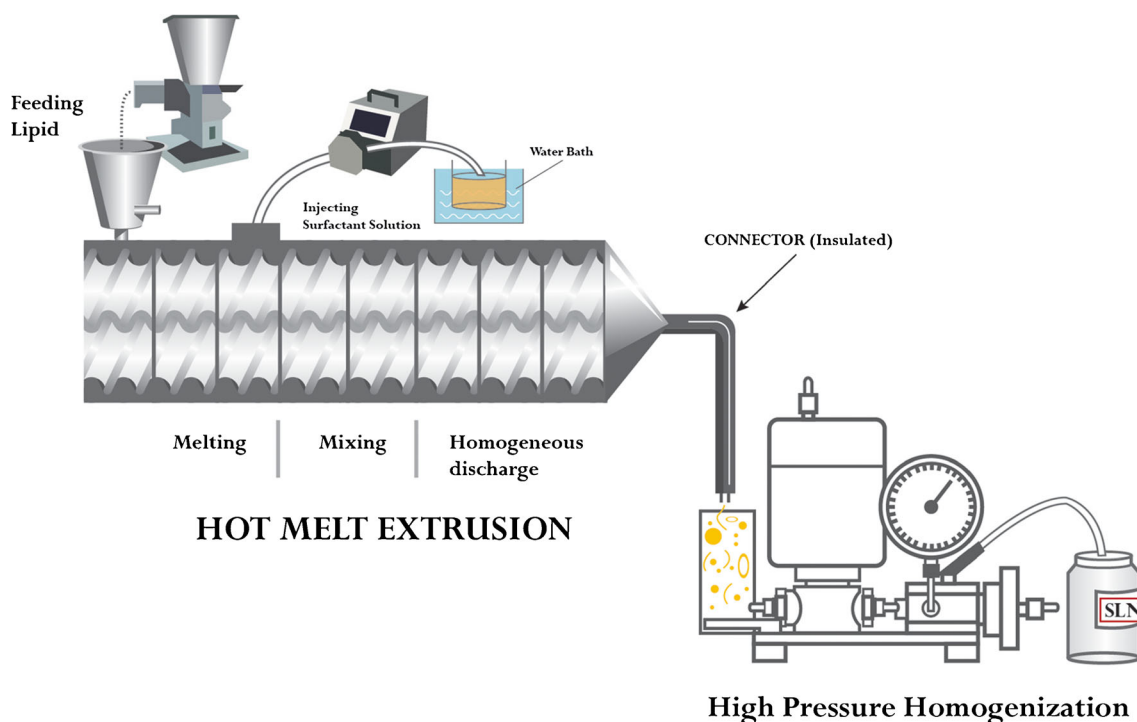 Feeding
Lipid
Water Bath
Injecting
Surfactant Solution
CONNECTOR (Insulated)
Melting
Mixing
Homogeneous
discharge
HOT MELT EXTRUSION
SLN
High Pressure Homogenization